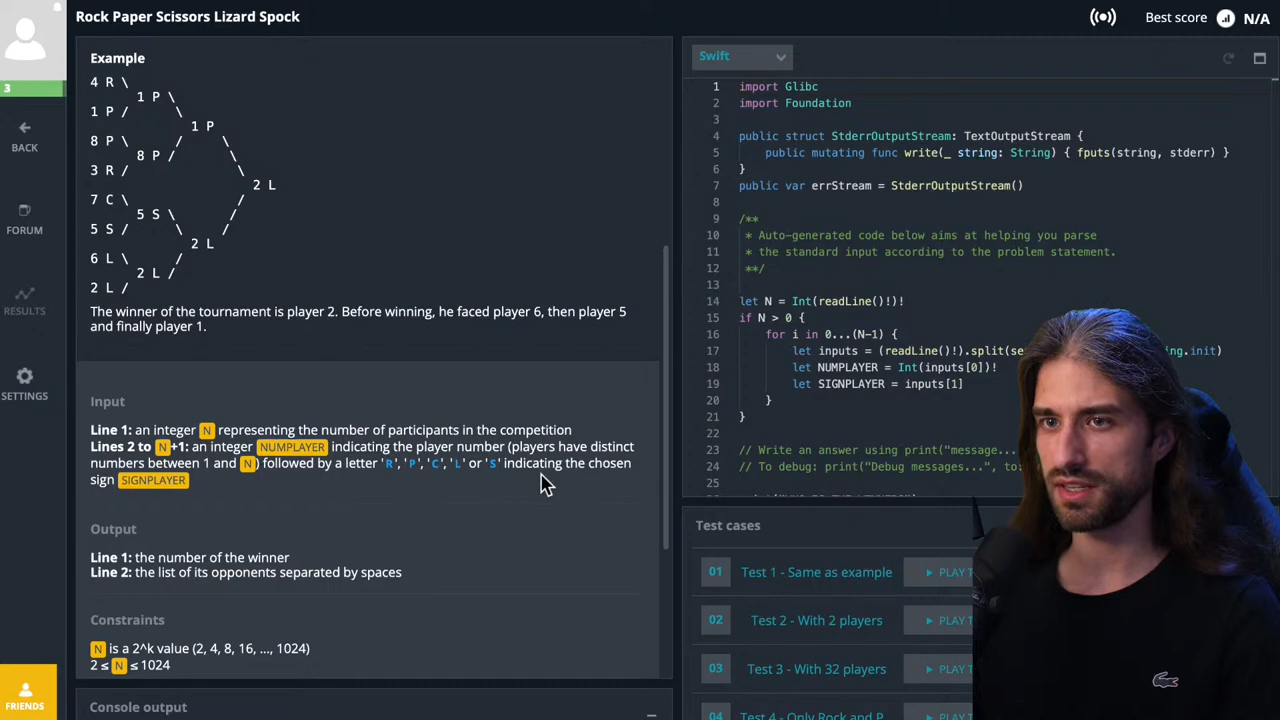 Rock Paper Scissors Lizard Spock
Best score N/A
3
BACK
FORUM
RESULTS
SETTINGS
FRIENDS
Example
4 R \
1 P \
1 P /
1 P
8 P \ \
8 P / \
3 R / \
2 L
7 C \ /
5 S \ /
5 S / /
2 L
6 L \ /
2 L /
2 L /
The winner of the tournament is player 2. Before winning, he faced player 6, then player 5
and finally player 1.
Input
Line 1: an integer N representing the number of participants in the competition
Lines 2 to N+1: an integer NUMPLAYER indicating the player number (players have distinct
numbers between 1 and N) followed by a letter 'R', 'P', 'C', 'L' or 'S' indicating the chosen
sign SIGNPLAYER
Output
Line 1: the number of the winner
Line 2: the list of its opponents separated by spaces
Constraints
N is a 2^k value (2, 4, 8, 16, ..., 1024)
2 ≤ N ≤ 1024
Console output
Swift
1 import Glibc
2 import Foundation
3
4 public struct StderrOutputStream: TextOutputStream {
5 public mutating func write(_ string: String) { fputs(string, stderr) }
6 }
7 public var errStream = StderrOutputStream()
8
9 /**
10 * Auto-generated code below aims at helping you parse
11 * the standard input according to the problem statement.
12 **/
13
14 let N = Int(readLine()!)!
15 if N > 0 {
16 for i in 0...(N-1) {
17 let inputs = (readLine()!).split(se ng.init)
18 let NUMPLAYER = Int(inputs[0])!
19 let SIGNPLAYER = inputs[1]
20 }
21 }
22
23 // Write an answer using print("message...
24 // To debug: print("Debug messages...", to:
25
Test cases
01 Test 1 - Same as example PLAY T
02 Test 2 - With 2 players PLAY T
03 Test 3 - With 32 players PLAY T
04 Test 4 - Only Rock and P PLAY T